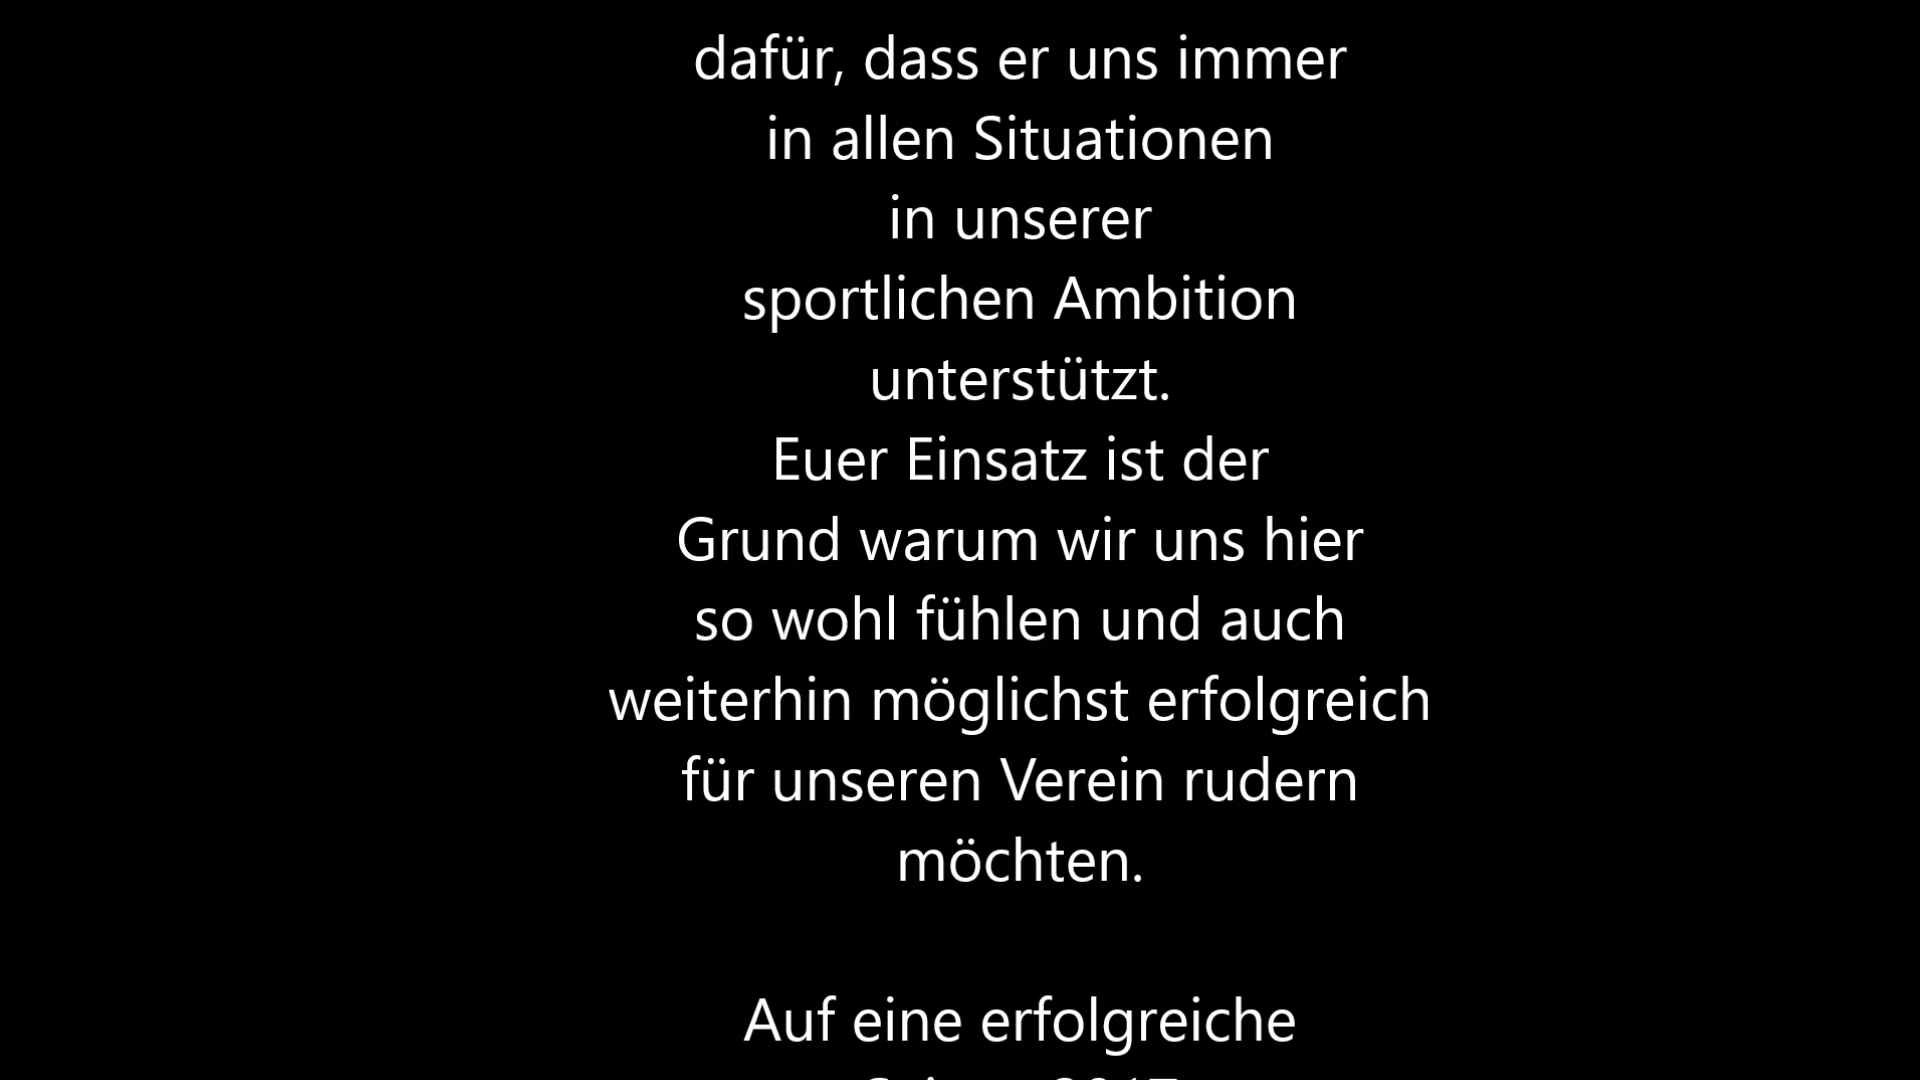 dafür, dass er uns immer
in allen Situationen
in unserer
sportlichen Ambition
unterstützt.
Euer Einsatz ist der
Grund warum wir uns hier
so wohl fühlen und auch
weiterhin möglichst erfolgreich
für unseren Verein rudern
möchten.
Auf eine erfolgreiche